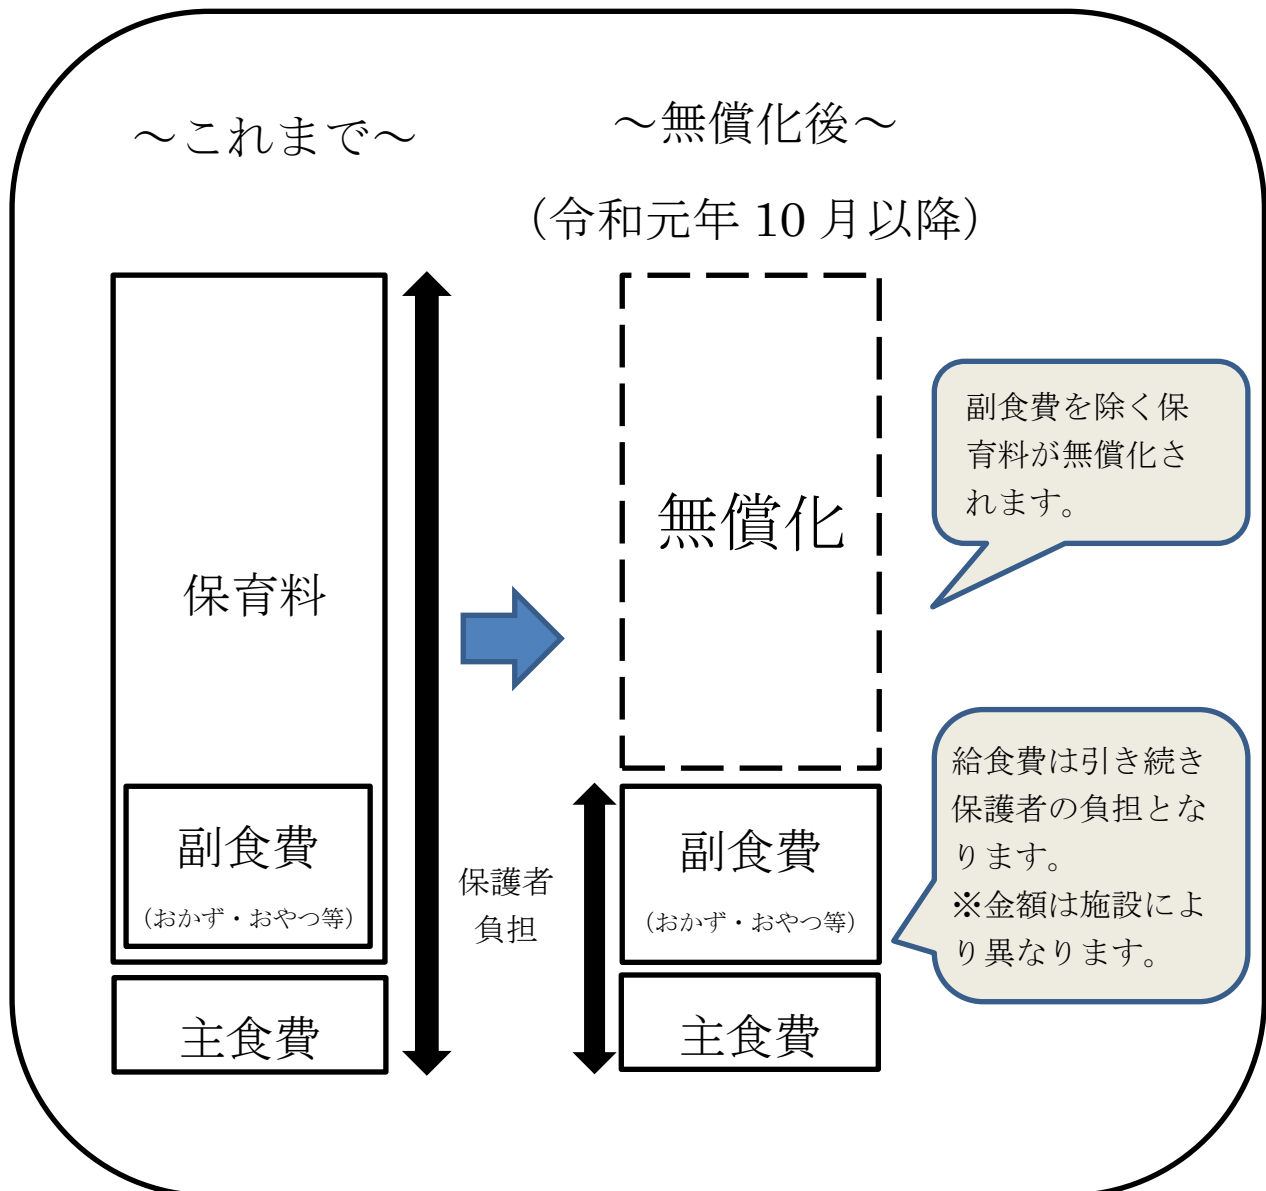 ～これまで～
～無償化後～
（令和元年 10 月以降）
保育料
副食費
（おかず・おやつ等）
主食費
保護者
負担
無償化
副食費
（おかず・おやつ等）
主食費
副食費を除く保
育料が無償化さ
れます。
給食費は引き続き
保護者の負担とな
ります。
※金額は施設によ
り異なります。